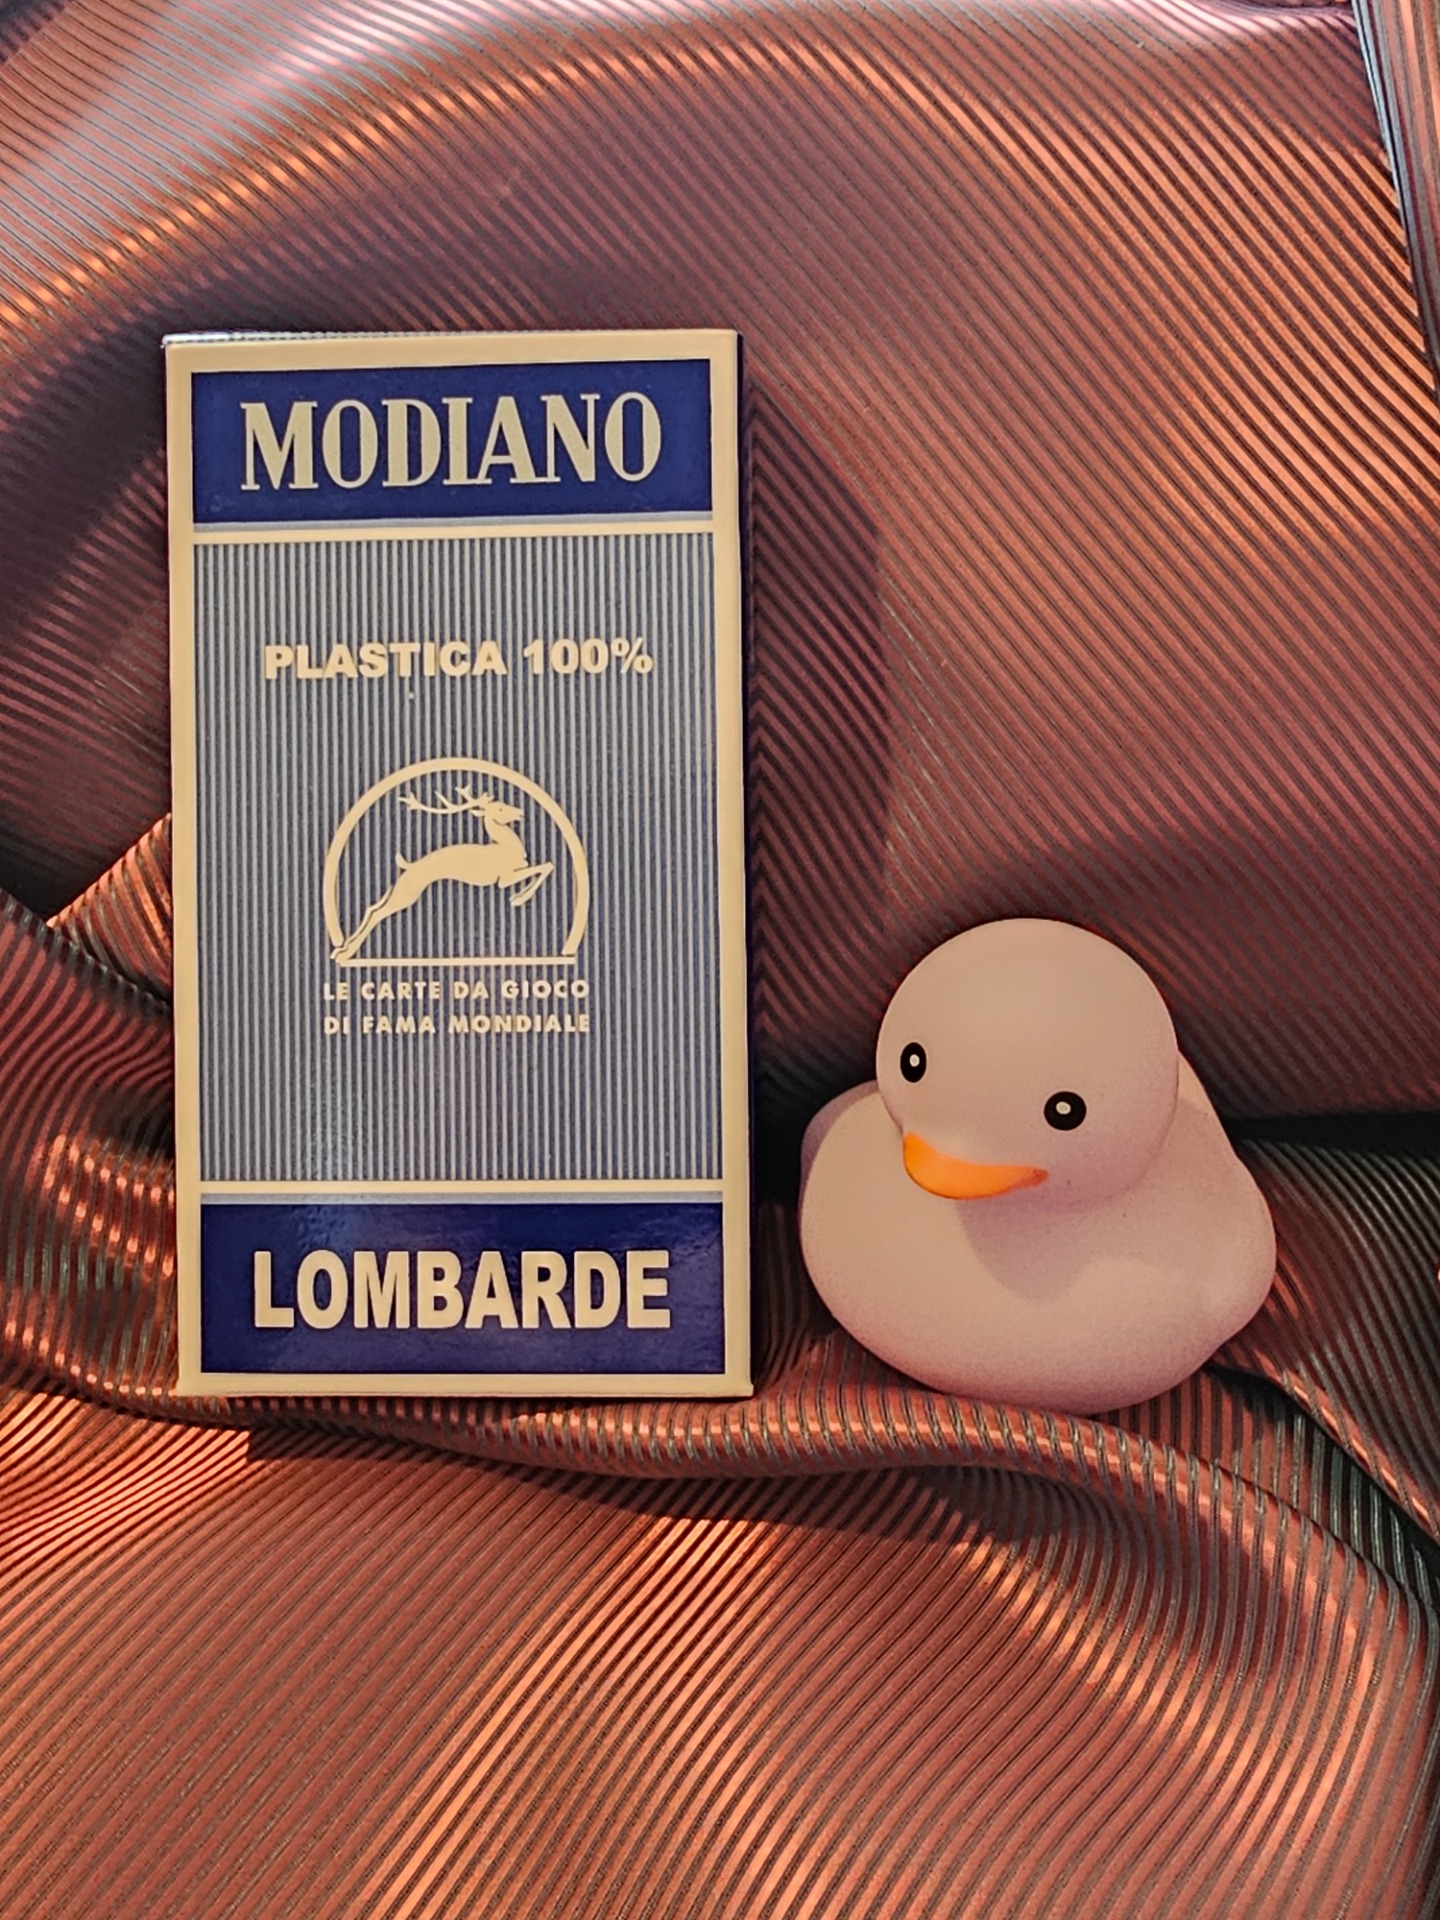 MODIANO
PLASTICA 100%
LE CARTE DA GIOCO
DI FAMA MONDIALE
LOMBARDE